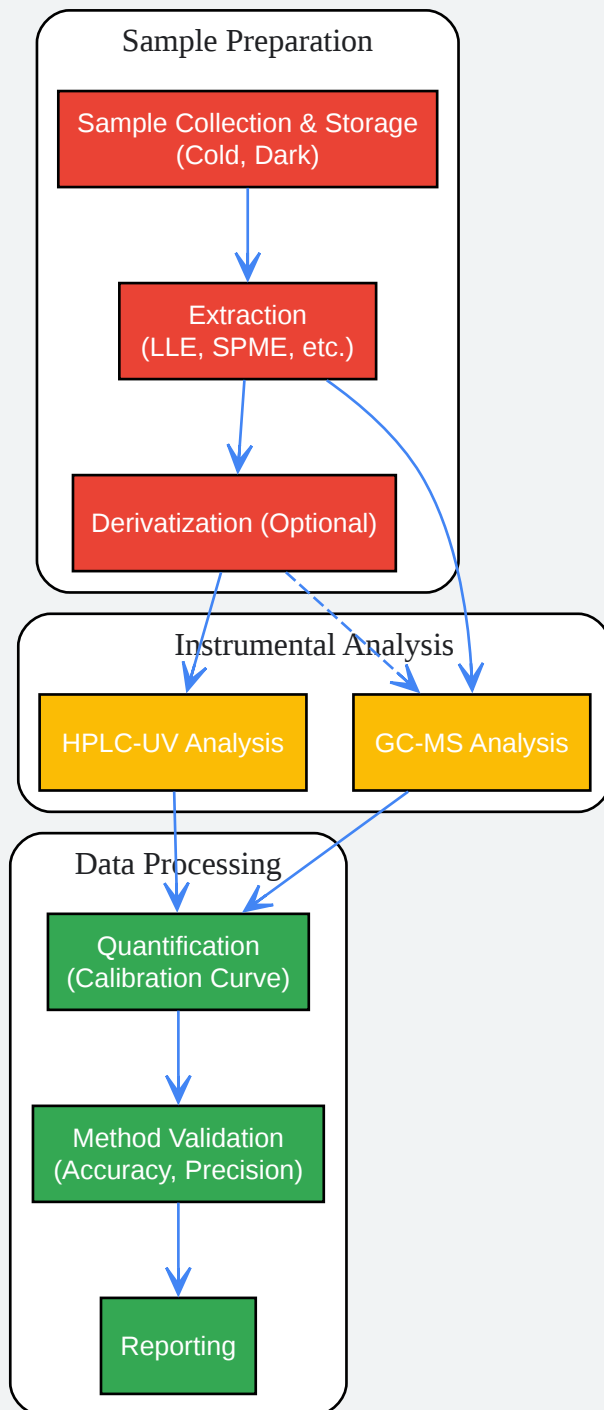 Sample Preparation
Sample Collection & Storage
(Cold, Dark)
Extraction
(LLE, SPME, etc.)
Derivatization (Optional)
Instrumental Analysis
HPLC-UV Analysis
GC-MS Analysis
Data Processing
Quantification
(Calibration Curve)
Method Validation
(Accuracy, Precision)
Reporting